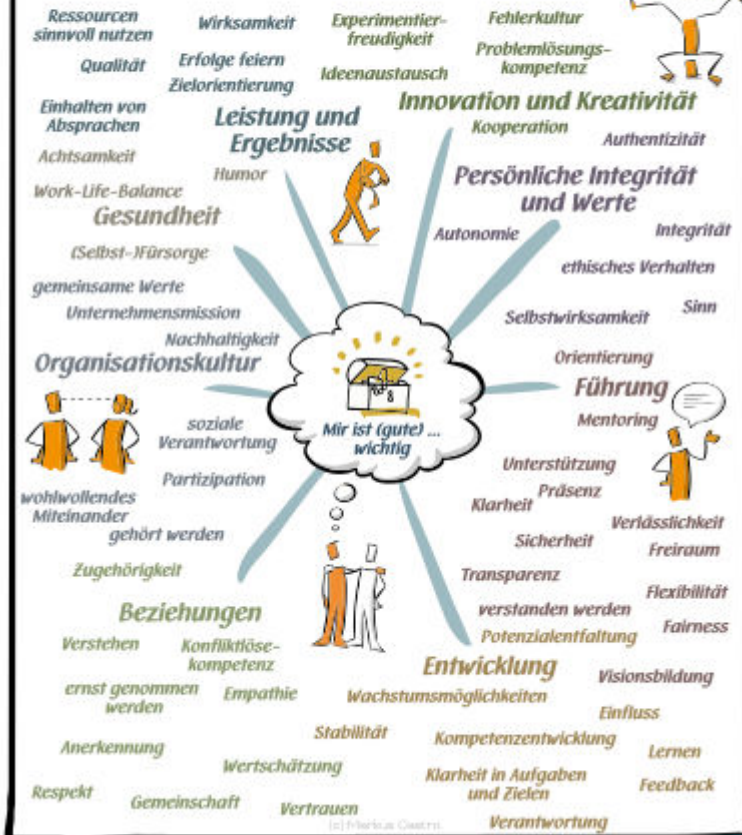 Ressourcen
sinnvoll nutzen
Wirksamkeit
Experimentier-
freudigkeit
Fehlerkultur
Qualität
Erfolge feiern
Zielorientierung
Ideenaustausch
Problemlösungs-
kompetenz
Einhalten von
Absprachen
Leistung und
Ergebnisse
Innovation und Kreativität
Kooperation
Authentizität
Achtsamkeit
Humor
Work-Life-Balance
Gesundheit
Persönliche Integrität
und Werte
Autonomie
Integrität
(Selbst-)Fürsorge
ethisches Verhalten
gemeinsame Werte
Unternehmensmission
Selbstwirksamkeit
Sinn
Nachhaltigkeit
Organisationskultur
Orientierung
Führung
Mentoring
Mir ist (gute) ...
wichtig
soziale
Verantwortung
Partizipation
wohlwollendes
Miteinander
gehört werden
Unterstützung
Präsenz
Klarheit
Verlässlichkeit
Sicherheit
Freiraum
Zugehörigkeit
Transparenz
Flexibilität
verstanden werden
Fairness
Beziehungen
Potenzialentfaltung
Verstehen
Konfliktlöse-
kompetenz
Entwicklung
Visionsbildung
ernst genommen
werden
Empathie
Wachstumsmöglichkeiten
Einfluss
Stabilität
Kompetenzentwicklung
Anerkennung
Lernen
Wertschätzung
Klarheit in Aufgaben
und Zielen
Feedback
Respekt
Gemeinschaft
Vertrauen
Verantwortung